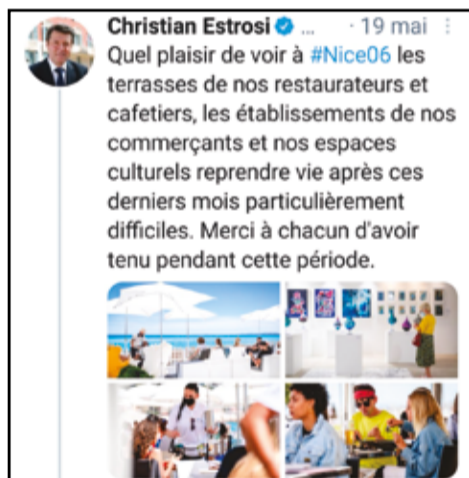 Christian Estrosi ... · 19 mai
Quel plaisir de voir à #Nice06 les
terrasses de nos restaurateurs et
cafetiers, les établissements de nos
commerçants et nos espaces
culturels reprendre vie après ces
derniers mois particulièrement
difficiles. Merci à chacun d'avoir
tenu pendant cette période.